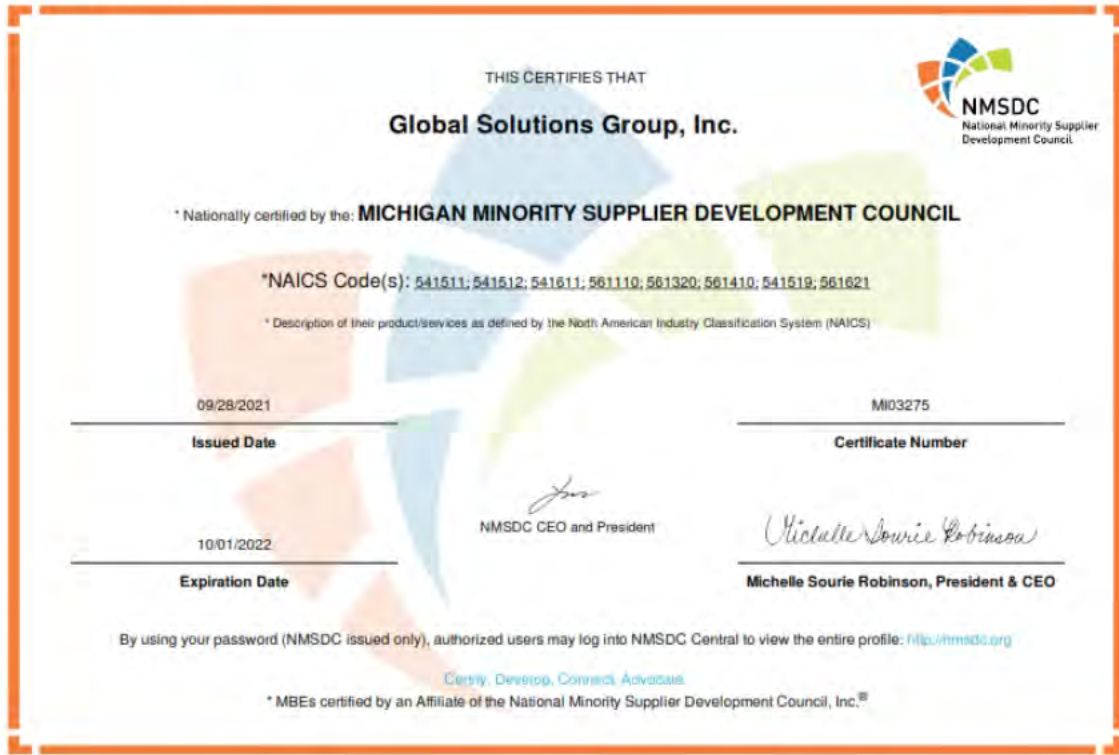 THIS CERTIFIES THAT
Global Solutions Group, Inc.
NMSDC
National Minority Supplier
Development Council
* Nationally certified by the: MICHIGAN MINORITY SUPPLIER DEVELOPMENT COUNCIL
*NAICS Code(s): 541511; 541512; 541611; 561110; 561320; 561410; 541519; 561621
* Description of their product/services as defined by the North American Industry Classification System (NAICS)
09/28/2021
Issued Date
MI03275
Certificate Number
NMSDC CEO and President
10/01/2022
Expiration Date
Michelle Sourie Robinson
Michelle Sourie Robinson, President & CEO
By using your password (NMSDC issued only), authorized users may log into NMSDC Central to view the entire profile: http://nmsdc.org
Certify, Develop, Connect, Advocate.
* MBEs certified by an Affiliate of the National Minority Supplier Development Council, Inc.®